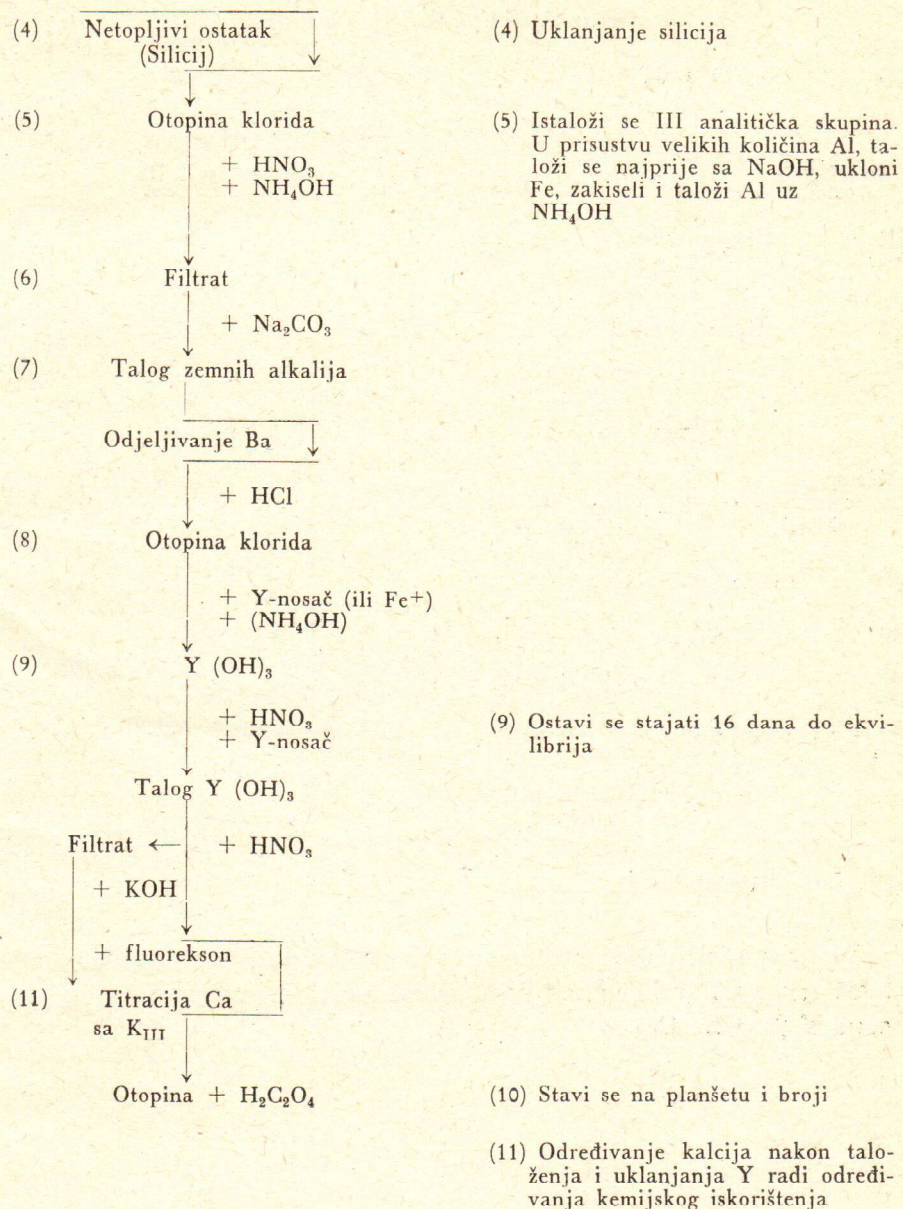 (4) Netopljivi ostatak
(Silicij)
(4) Uklanjanje silicija
(5) Otopina klorida
+ HNO₃
+ NH₄OH
(5) Istaloži se III analitička skupina.
U prisustvu velikih količina Al, ta-
loži se najprije sa NaOH, ukloni
Fe, zakiseli i taloži Al uz
NH₄OH
(6) Filtrat
+ Na₂CO₃
(7) Talog zemnih alkalija
Odjeljivanje Ba
+ HCl
(8) Otopina klorida
+ Y-nosač (ili Fe⁺)
+ (NH₄OH)
(9) Y (OH)₃
+ HNO₃
+ Y-nosač
(9) Ostavi se stajati 16 dana do ekvi-
librija
Talog Y (OH)₃
Filtrat ← + HNO₃
+ KOH
+ fluorekson
(11) Titracija Ca
sa K_III
Otopina + H₂C₂O₄
(10) Stavi se na planšetu i broji
(11) Određivanje kalcija nakon talo-
ženja i uklanjanja Y radi određi-
vanja kemijskog iskorištenja